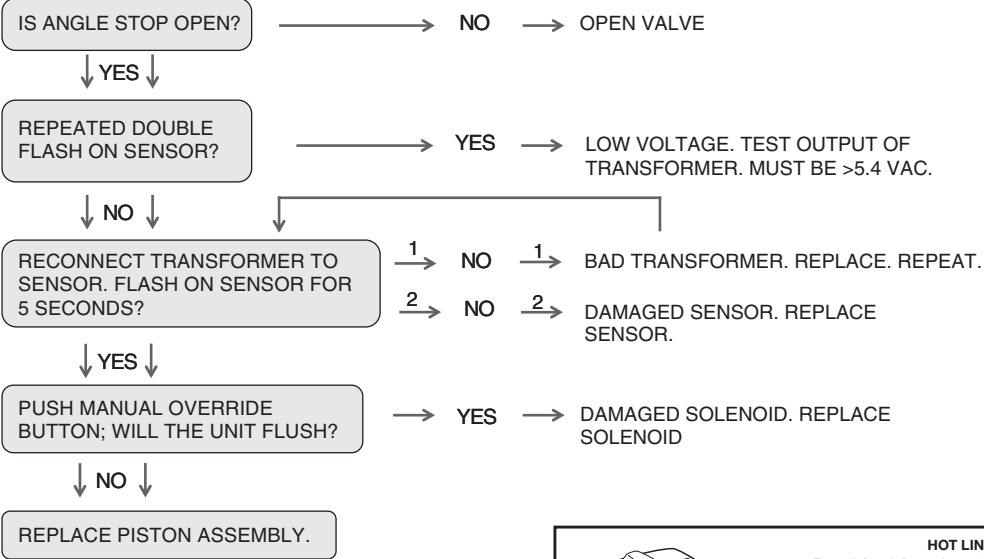 IS ANGLE STOP OPEN?
NO
OPEN VALVE
YES
REPEATED DOUBLE
FLASH ON SENSOR?
YES
LOW VOLTAGE. TEST OUTPUT OF
TRANSFORMER. MUST BE >5.4 VAC.
NO
RECONNECT TRANSFORMER TO
SENSOR. FLASH ON SENSOR FOR
5 SECONDS?
1
NO
1
BAD TRANSFORMER. REPLACE. REPEAT.
2
NO
2
DAMAGED SENSOR. REPLACE
SENSOR.
YES
PUSH MANUAL OVERRIDE
BUTTON; WILL THE UNIT FLUSH?
YES
DAMAGED SOLENOID. REPLACE
SOLENOID
NO
REPLACE PISTON ASSEMBLY.
HOT LIN